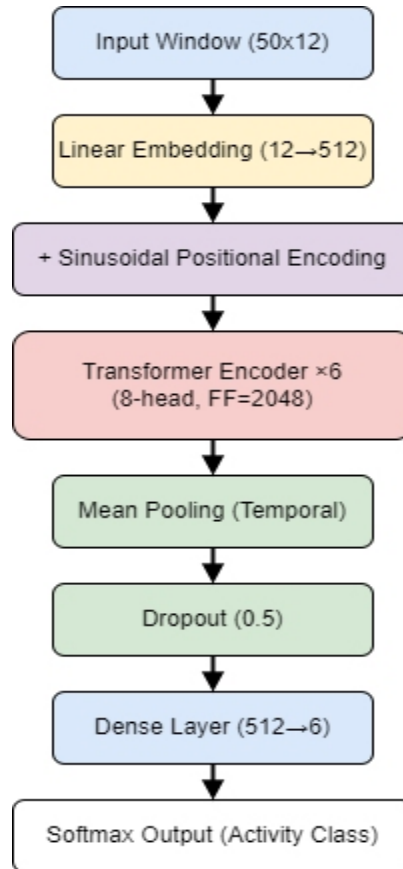 Input Window (50x12)
Linear Embedding (12→512)
+ Sinusoidal Positional Encoding
Transformer Encoder ×6
(8-head, FF=2048)
Mean Pooling (Temporal)
Dropout (0.5)
Dense Layer (512→6)
Softmax Output (Activity Class)